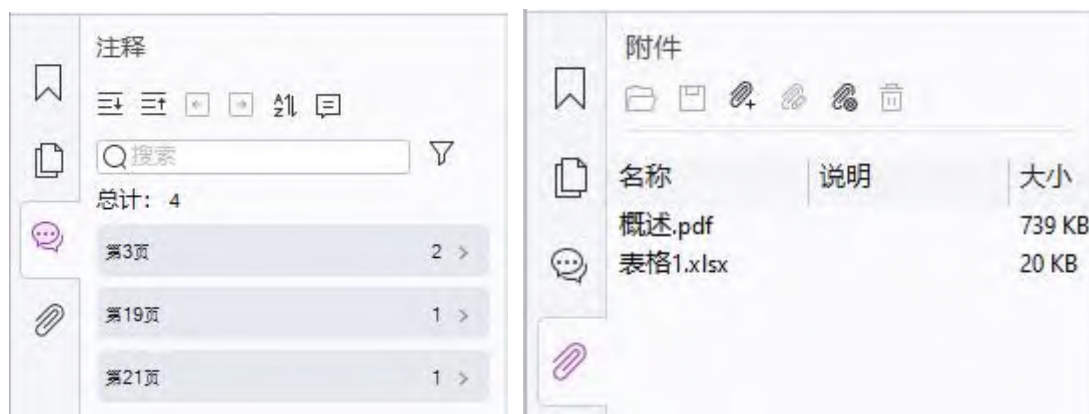 注释
搜索
总计： 4
第3页 2
第19页 1
第21页 1
附件
名称 说明 大小
概述.pdf 739 KB
表格1.xlsx 20 KB